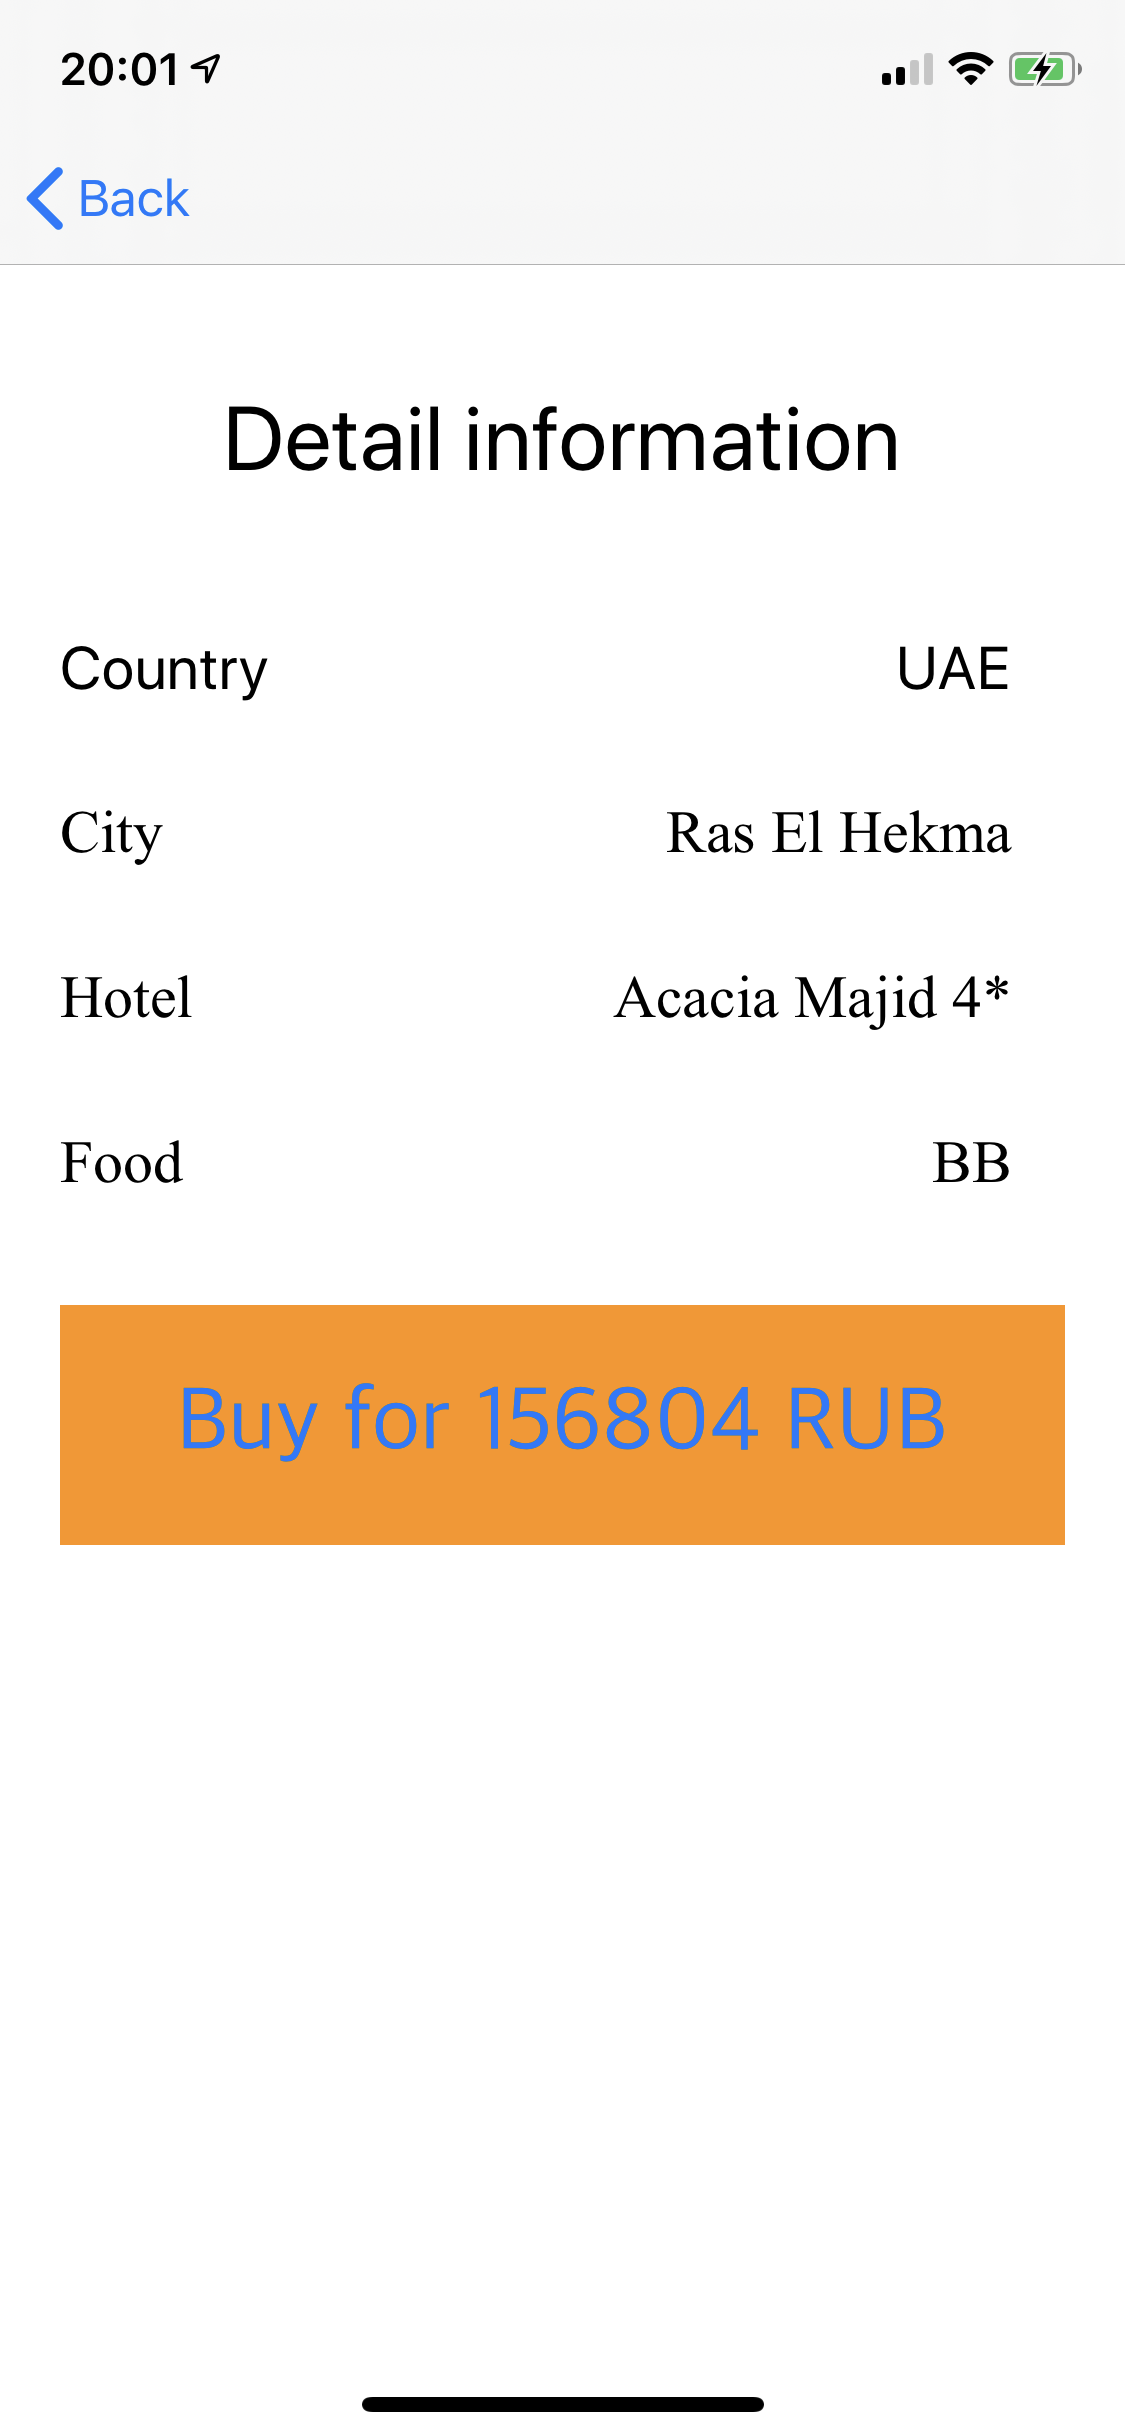 20:01
Back
Detail information
Country UAE
City Ras El Hekma
Hotel Acacia Majid 4*
Food BB
Buy for 156804 RUB